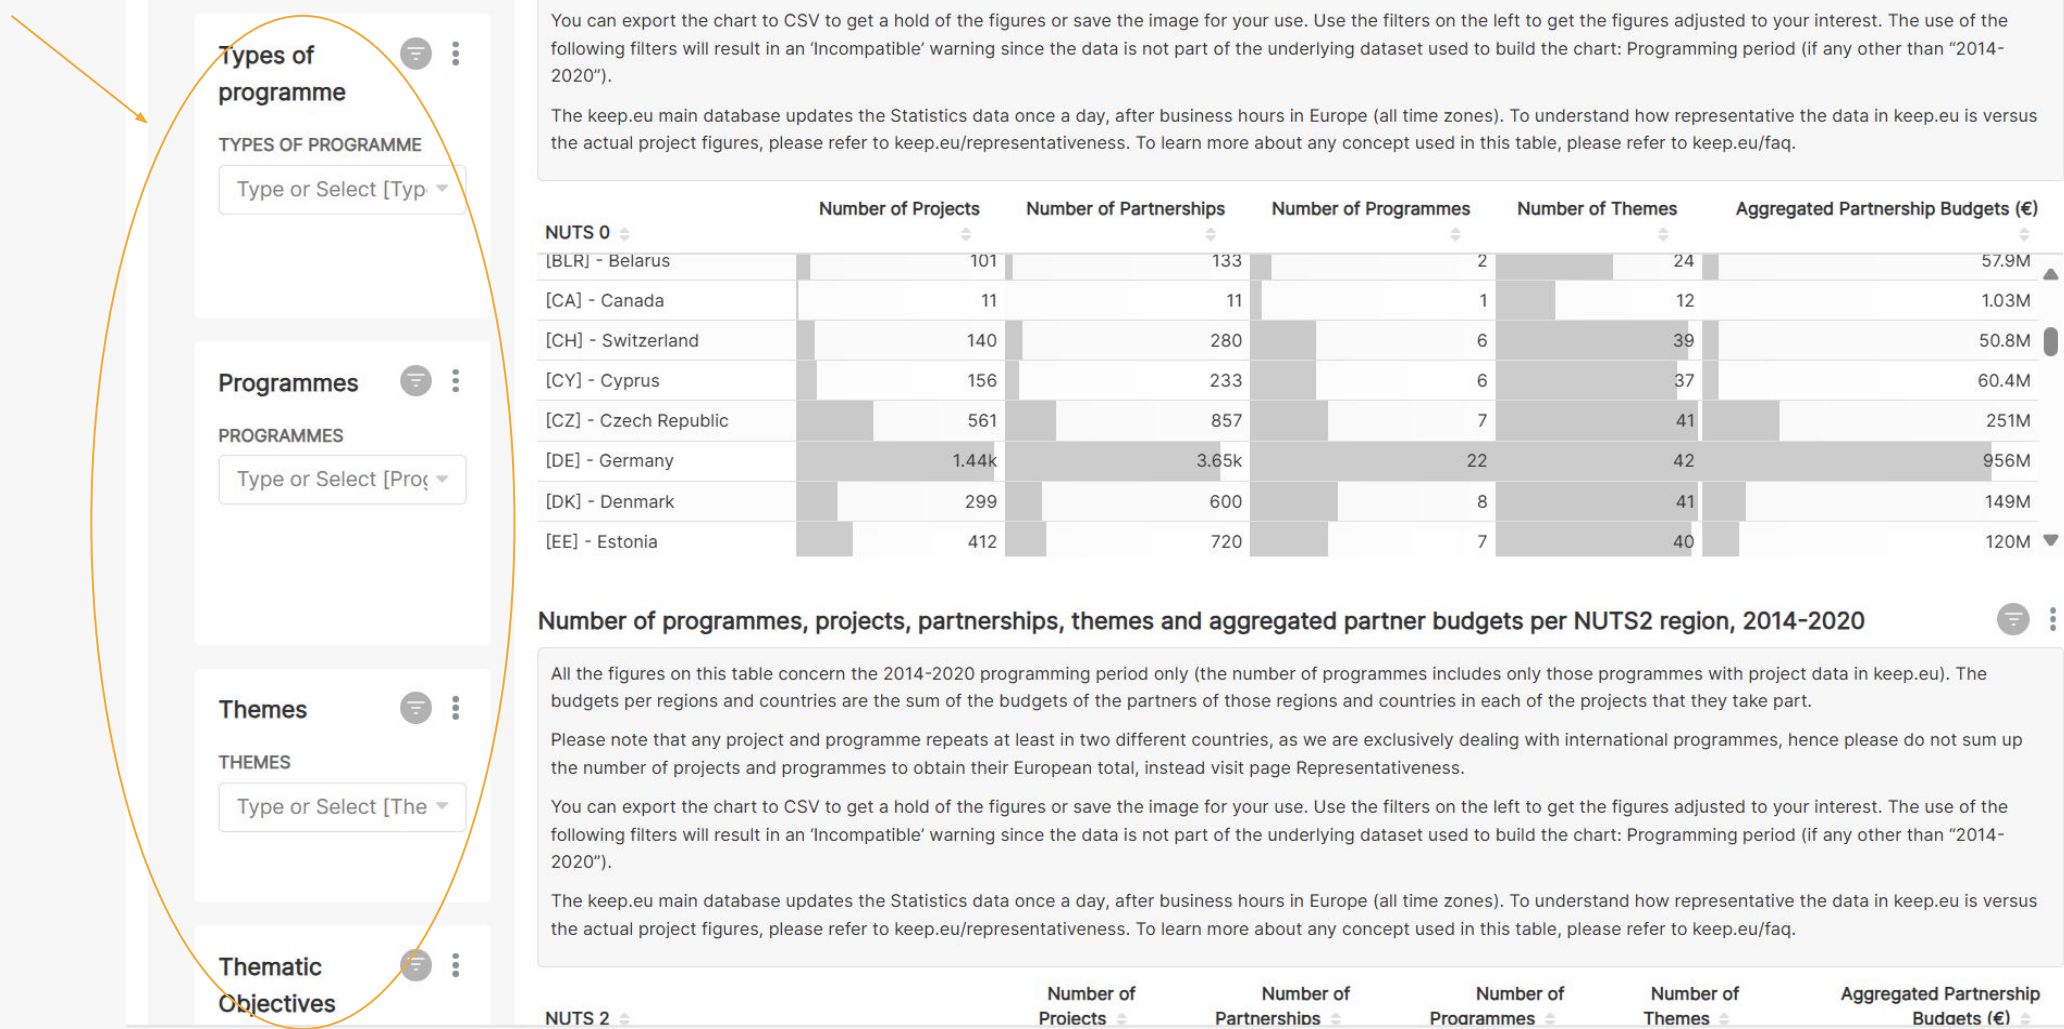 Types of
programme
TYPES OF PROGRAMME
Type or Select [Typ
Programmes
PROGRAMMES
Type or Select [Prog
Themes
THEMES
Type or Select [The
Thematic
Objectives
You can export the chart to CSV to get a hold of the figures or save the image for your use. Use the filters on the left to get the figures adjusted to your interest. The use of the
following filters will result in an ‘Incompatible’ warning since the data is not part of the underlying dataset used to build the chart: Programming period (if any other than “2014-
2020”).
The keep.eu main database updates the Statistics data once a day, after business hours in Europe (all time zones). To understand how representative the data in keep.eu is versus
the actual project figures, please refer to keep.eu/representativeness. To learn more about any concept used in this table, please refer to keep.eu/faq.
NUTS 0 Number of Projects Number of Partnerships Number of Programmes Number of Themes Aggregated Partnership Budgets (€)
[BLR] - Belarus 101 133 2 24 57.9M
[CA] - Canada 11 11 1 12 1.03M
[CH] - Switzerland 140 280 6 39 50.8M
[CY] - Cyprus 156 233 6 37 60.4M
[CZ] - Czech Republic 561 857 7 41 251M
[DE] - Germany 1.44k 3.65k 22 42 956M
[DK] - Denmark 299 600 8 41 149M
[EE] - Estonia 412 720 7 40 120M
Number of programmes, projects, partnerships, themes and aggregated partner budgets per NUTS2 region, 2014-2020
All the figures on this table concern the 2014-2020 programming period only (the number of programmes includes only those programmes with project data in keep.eu). The
budgets per regions and countries are the sum of the budgets of the partners of those regions and countries in each of the projects that they take part.
Please note that any project and programme repeats at least in two different countries, as we are exclusively dealing with international programmes, hence please do not sum up
the number of projects and programmes to obtain their European total, instead visit page Representativeness.
You can export the chart to CSV to get a hold of the figures or save the image for your use. Use the filters on the left to get the figures adjusted to your interest. The use of the
following filters will result in an ‘Incompatible’ warning since the data is not part of the underlying dataset used to build the chart: Programming period (if any other than “2014-
2020”).
The keep.eu main database updates the Statistics data once a day, after business hours in Europe (all time zones). To understand how representative the data in keep.eu is versus
the actual project figures, please refer to keep.eu/representativeness. To learn more about any concept used in this table, please refer to keep.eu/faq.
Number of Number of Number of Number of Aggregated Partnership
NUTS 2 Projects Partnerships Programmes Themes Budgets (€)